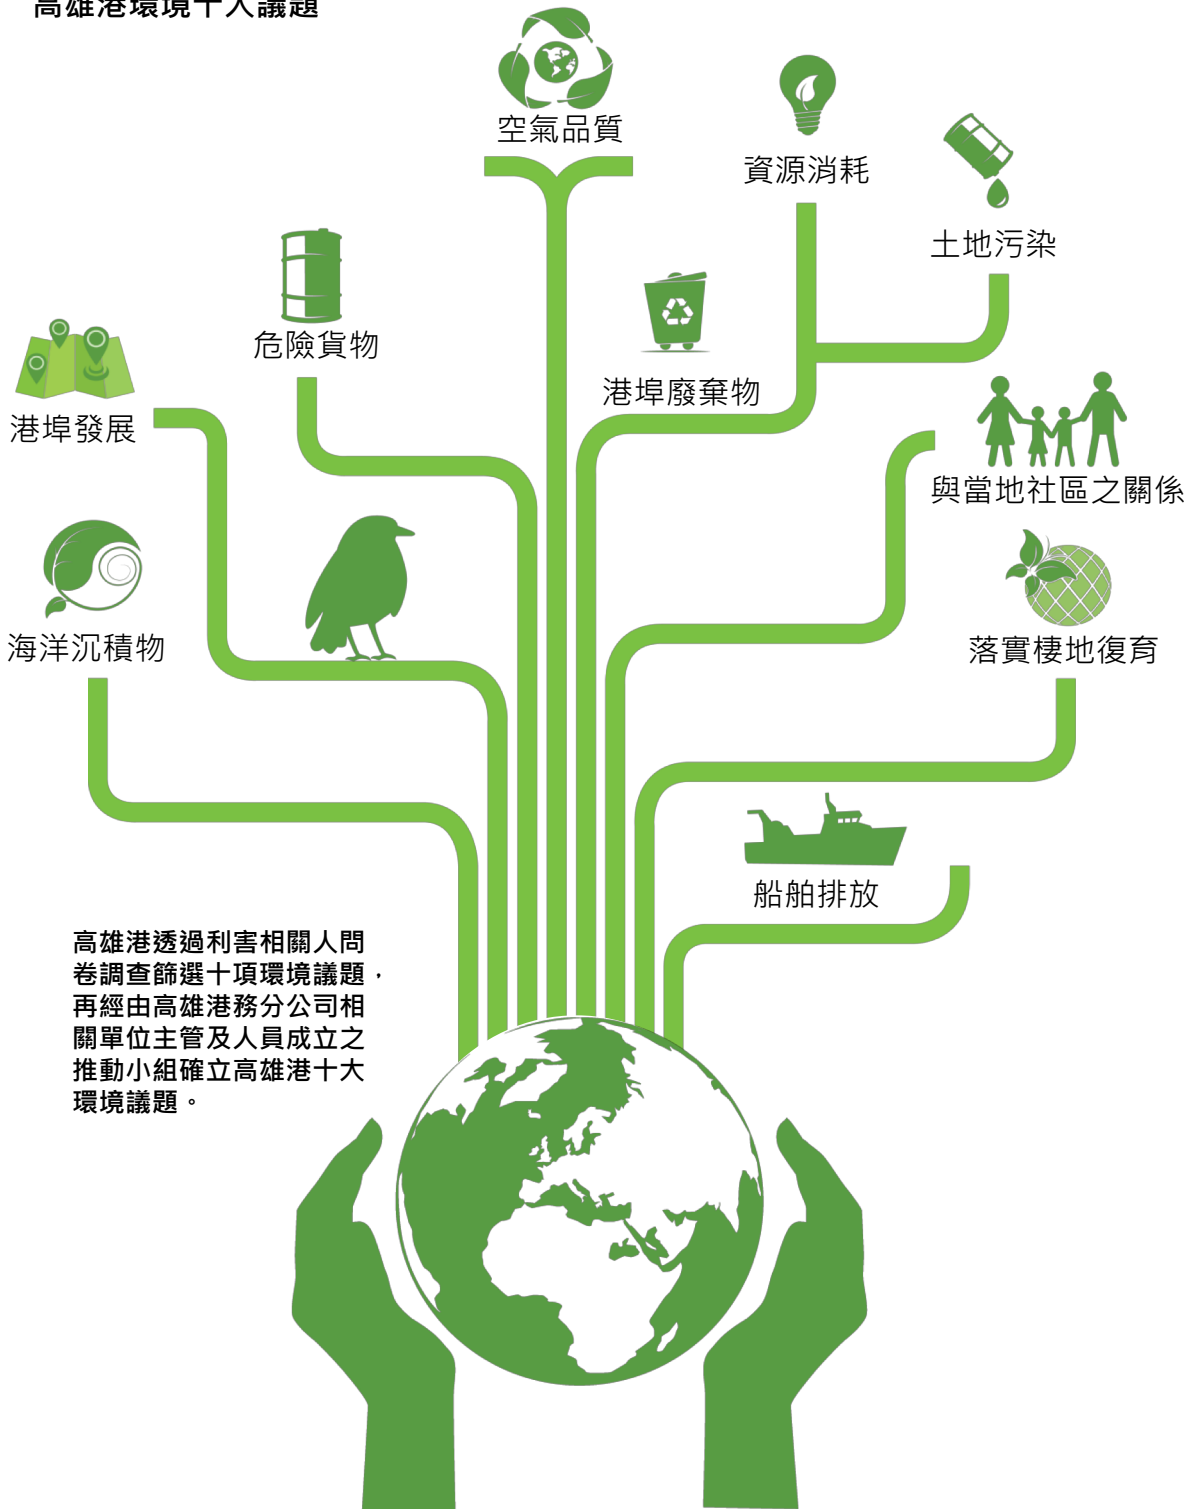 高雄港環境十大議題
空氣品質
資源消耗
土地污染
危險貨物
港埠廢棄物
港埠發展
與當地社區之關係
海洋沉積物
落實棲地復育
船舶排放
高雄港透過利害相關人問
卷調查篩選十項環境議題，
再經由高雄港務分公司相
關單位主管及人員成立之
推動小組確立高雄港十大
環境議題。